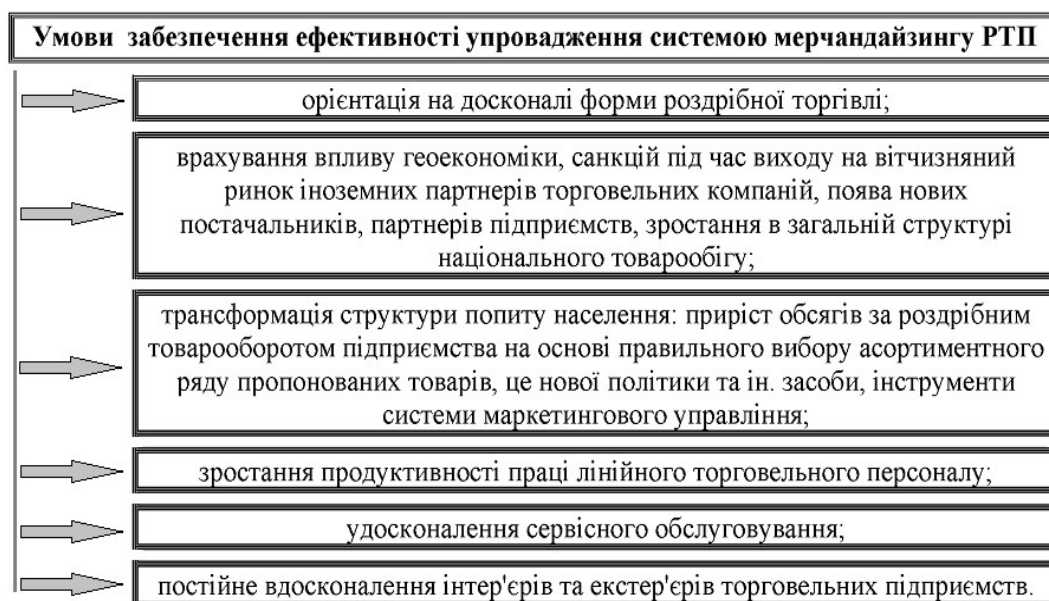 Умови забезпечення ефективності упровадження системою мерчандайзингу РТП
орієнтація на досконалі форми роздрібної торгівлі;
врахування впливу геоекономіки, санкцій під час виходу на вітчизняний
ринок іноземних партнерів торговельних компаній, поява нових
постачальників, партнерів підприємств, зростання в загальній структурі
національного товарообігу;
трансформація структури попиту населення: приріст обсягів за роздрібним
товарооборотом підприємства на основі правильного вибору асортиментного
ряду пропонованих товарів, це нової політики та ін. засоби, інструменти
системи маркетингового управління;
зростання продуктивності праці лінійного торговельного персоналу;
удосконалення сервісного обслуговування;
постійне вдосконалення інтер'єрів та екстер'єрів торговельних підприємств.